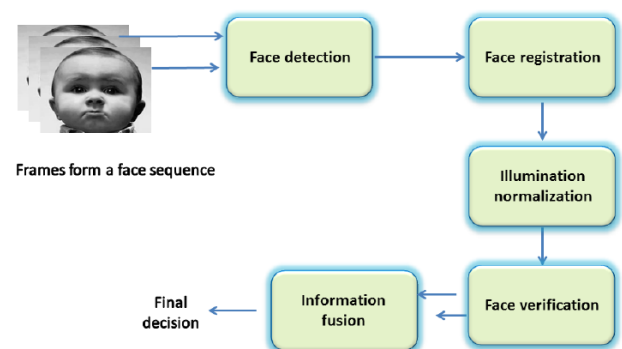 Face detection
Face registration
Frames form a face sequence
Illumination
normalization
Face verification
Information
fusion
Final
decision